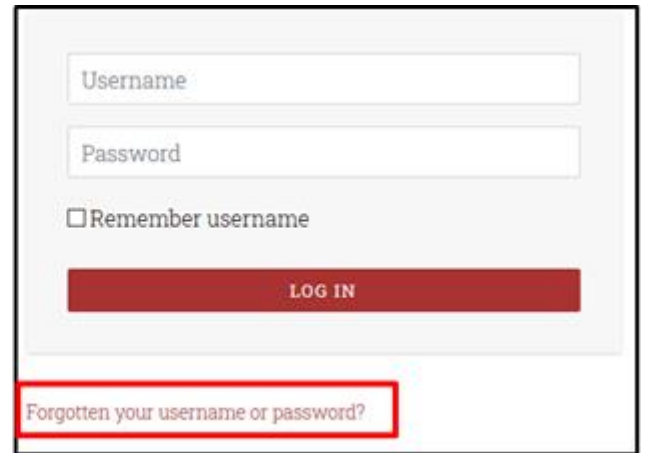 Username
Password
Remember username
LOG IN
Forgotten your username or password?